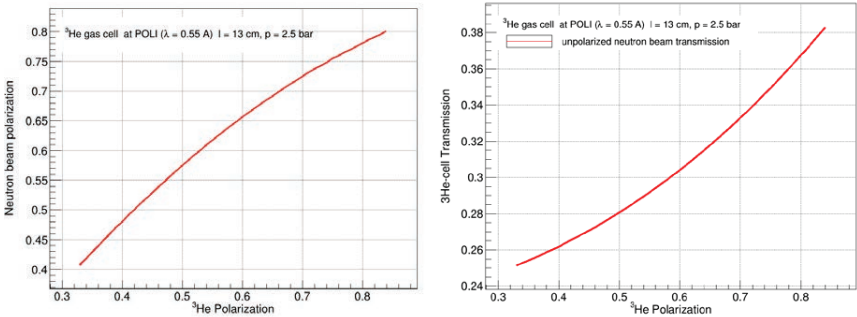 ³He gas cell at POLI (λ = 0.55 A) l = 13 cm, p = 2.5 bar
Neutron beam polarization
0.8
0.75
0.7
0.65
0.6
0.55
0.5
0.45
0.4
0.3 0.4 0.5 0.6 0.7 0.8
³He Polarization
³He gas cell at POLI (λ = 0.55 A) l = 13 cm, p = 2.5 bar
unpolarized neutron beam transmission
3He-cell Transmission
0.38
0.36
0.34
0.32
0.3
0.28
0.26
0.24
0.3 0.4 0.5 0.6 0.7 0.8
³He Polarization